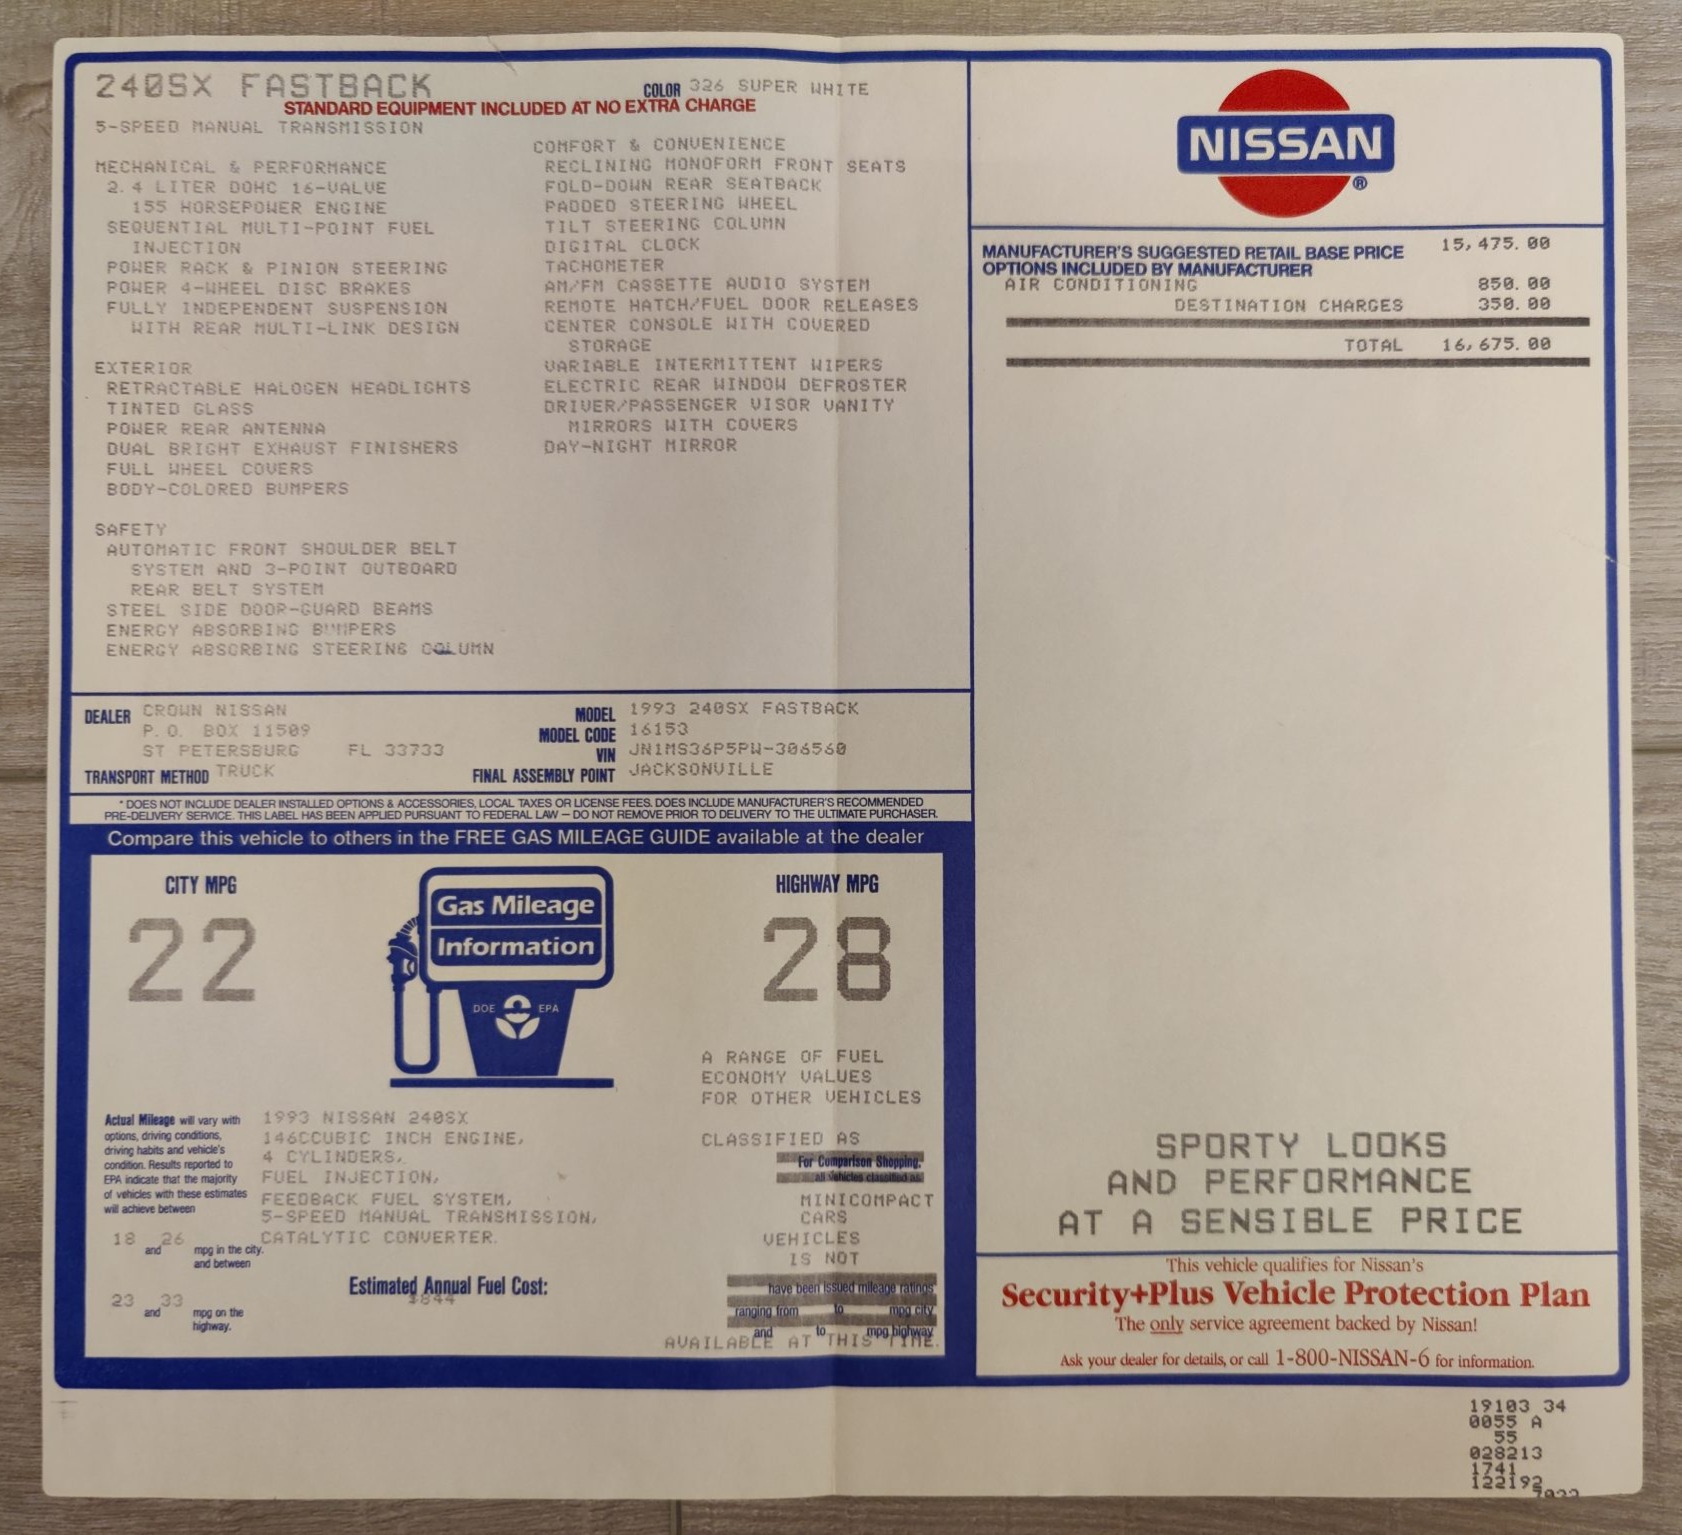 240SX FASTBACK
COLOR 326 SUPER WHITE
STANDARD EQUIPMENT INCLUDED AT NO EXTRA CHARGE
5-SPEED MANUAL TRANSMISSION
MECHANICAL & PERFORMANCE
2.4 LITER DOHC 16-VALVE
155 HORSEPOWER ENGINE
SEQUENTIAL MULTI-POINT FUEL
INJECTION
POWER RACK & PINION STEERING
POWER 4-WHEEL DISC BRAKES
FULLY INDEPENDENT SUSPENSION
WITH REAR MULTI-LINK DESIGN
EXTERIOR
RETRACTABLE HALOGEN HEADLIGHTS
TINTED GLASS
POWER REAR ANTENNA
DUAL BRIGHT EXHAUST FINISHERS
FULL WHEEL COVERS
BODY-COLORED BUMPERS
SAFETY
AUTOMATIC FRONT SHOULDER BELT
SYSTEM AND 3-POINT OUTBOARD
REAR BELT SYSTEM
STEEL SIDE DOOR-GUARD BEAMS
ENERGY ABSORBING BUMPERS
ENERGY ABSORBING STEERING COLUMN
COMFORT & CONVENIENCE
RECLINING MONOFORM FRONT SEATS
FOLD-DOWN REAR SEATBACK
PADDED STEERING WHEEL
TILT STEERING COLUMN
DIGITAL CLOCK
TACHOMETER
AM/FM CASSETTE AUDIO SYSTEM
REMOTE HATCH/FUEL DOOR RELEASES
CENTER CONSOLE WITH COVERED
STORAGE
VARIABLE INTERMITTENT WIPERS
ELECTRIC REAR WINDOW DEFROSTER
DRIVER/PASSENGER VISOR VANITY
MIRRORS WITH COVERS
DAY-NIGHT MIRROR
DEALER CROWN NISSAN
P.O. BOX 11509
ST PETERSBURG FL 33733
TRANSPORT METHOD TRUCK
MODEL 1993 240SX FASTBACK
MODEL CODE 16153
VIN JN1MS36P5PW-306560
FINAL ASSEMBLY POINT JACKSONVILLE
* DOES NOT INCLUDE DEALER INSTALLED OPTIONS & ACCESSORIES, LOCAL TAXES OR LICENSE FEES. DOES INCLUDE MANUFACTURER'S RECOMMENDED
PRE-DELIVERY SERVICE. THIS LABEL HAS BEEN APPLIED PURSUANT TO FEDERAL LAW — DO NOT REMOVE PRIOR TO DELIVERY TO THE ULTIMATE PURCHASER.
Compare this vehicle to others in the FREE GAS MILEAGE GUIDE available at the dealer
CITY MPG
22
Gas Mileage
Information
DOE EPA
HIGHWAY MPG
28
Actual Mileage will vary with
options, driving conditions,
driving habits and vehicle's
condition. Results reported to
EPA indicate that the majority
of vehicles with these estimates
will achieve between
18 and 26 mpg in the city.
and between
23 and 33 mpg on the
highway.
1993 NISSAN 240SX
146CCUBIC INCH ENGINE,
4 CYLINDERS,
FUEL INJECTION,
FEEDBACK FUEL SYSTEM,
5-SPEED MANUAL TRANSMISSION,
CATALYTIC CONVERTER.
Estimated Annual Fuel Cost:
$844
A RANGE OF FUEL
ECONOMY VALUES
FOR OTHER VEHICLES
CLASSIFIED AS
For Comparison Shopping,
all vehicles classified as
MINICOMPACT
CARS
VEHICLES
IS NOT
have been issued mileage ratings
ranging from to mpg city
and to mpg highway.
AVAILABLE AT THIS TIME.
NISSAN
®
MANUFACTURER'S SUGGESTED RETAIL BASE PRICE 15,475.00
OPTIONS INCLUDED BY MANUFACTURER
AIR CONDITIONING 850.00
DESTINATION CHARGES 350.00
TOTAL 16,675.00
SPORTY LOOKS
AND PERFORMANCE
AT A SENSIBLE PRICE
This vehicle qualifies for Nissan's
Security+Plus Vehicle Protection Plan
The only service agreement backed by Nissan!
Ask your dealer for details, or call 1-800-NISSAN-6 for information.
19103 34
0055 A
55
028213
1741
122192